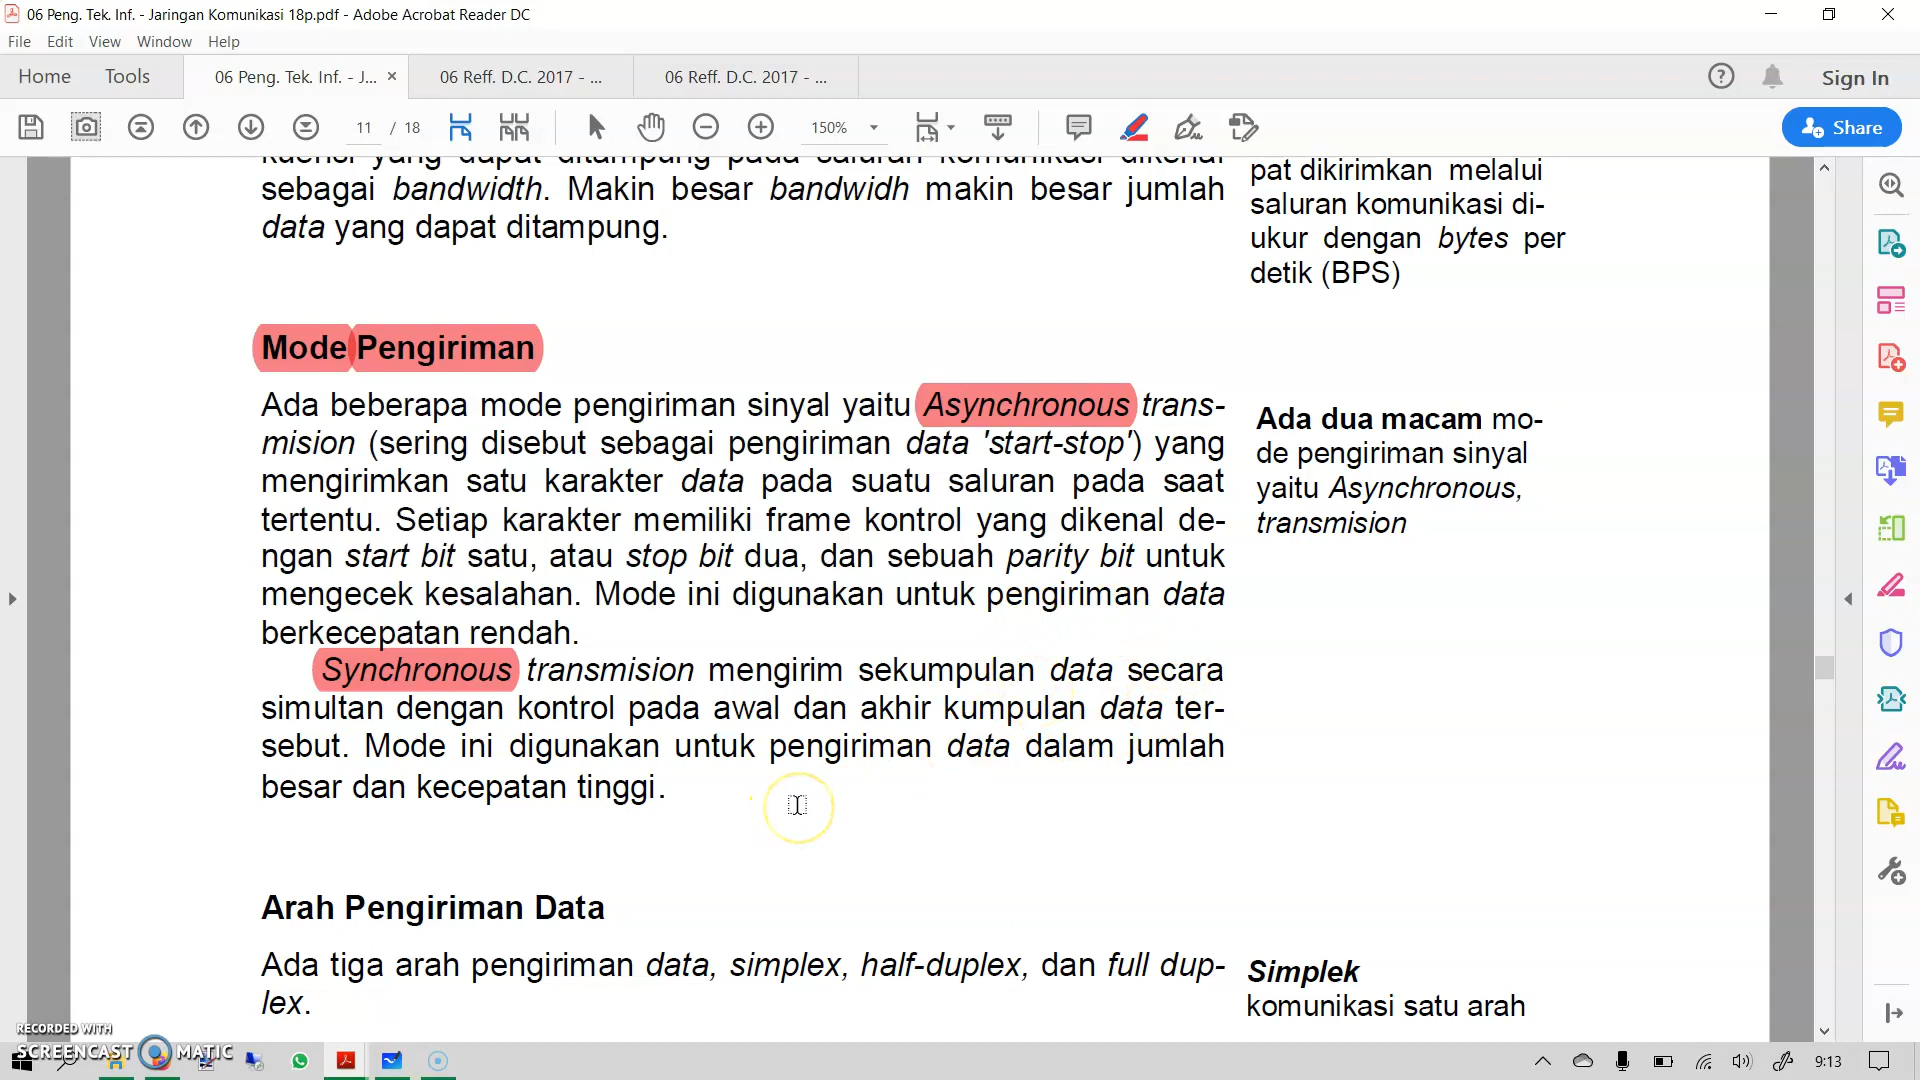 06 Peng. Tek. Inf. - Jaringan Komunikasi 18p.pdf - Adobe Acrobat Reader DC
File Edit View Window Help
Home Tools 06 Peng. Tek. Inf. - J... × 06 Reff. D.C. 2017 - ... 06 Reff. D.C. 2017 - ... Sign In
11 / 18 150% Share
kuensi yang dapat ditampung pada saluran komunikasi dikenal
sebagai bandwidth. Makin besar bandwidh makin besar jumlah
data yang dapat ditampung.
pat dikirimkan melalui
saluran komunikasi di-
ukur dengan bytes per
detik (BPS)
Mode Pengiriman
Ada beberapa mode pengiriman sinyal yaitu Asynchronous trans-
mision (sering disebut sebagai pengiriman data 'start-stop') yang
mengirimkan satu karakter data pada suatu saluran pada saat
tertentu. Setiap karakter memiliki frame kontrol yang dikenal de-
ngan start bit satu, atau stop bit dua, dan sebuah parity bit untuk
mengecek kesalahan. Mode ini digunakan untuk pengiriman data
berkecepatan rendah.
Synchronous transmision mengirim sekumpulan data secara
simultan dengan kontrol pada awal dan akhir kumpulan data ter-
sebut. Mode ini digunakan untuk pengiriman data dalam jumlah
besar dan kecepatan tinggi.
Ada dua macam mo-
de pengiriman sinyal
yaitu Asynchronous,
transmision
Arah Pengiriman Data
Ada tiga arah pengiriman data, simplex, half-duplex, dan full dup-
lex.
Simplek
komunikasi satu arah
RECORDED WITH
SCREENCAST MATIC
9:13